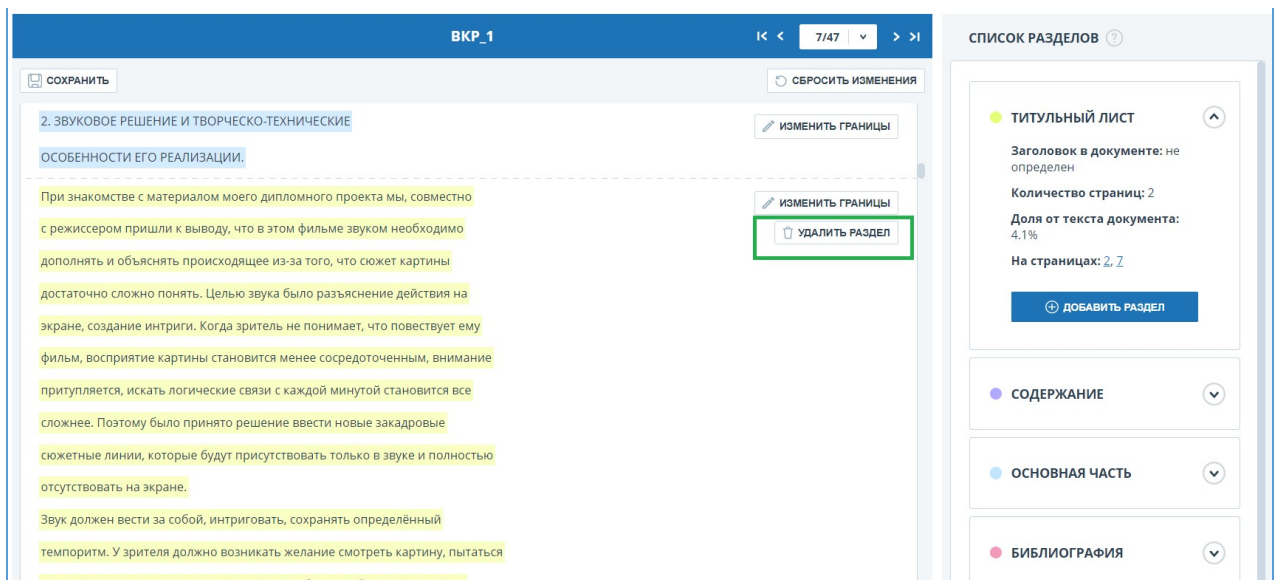 ВКР_1
7/47
СОХРАНИТЬ
СБРОСИТЬ ИЗМЕНЕНИЯ
2. ЗВУКОВОЕ РЕШЕНИЕ И ТВОРЧЕСКО-ТЕХНИЧЕСКИЕ
ИЗМЕНИТЬ ГРАНИЦЫ
ОСОБЕННОСТИ ЕГО РЕАЛИЗАЦИИ.
При знакомстве с материалом моего дипломного проекта мы, совместно
ИЗМЕНИТЬ ГРАНИЦЫ
с режиссером пришли к выводу, что в этом фильме звуком необходимо
УДАЛИТЬ РАЗДЕЛ
дополнять и объяснять происходящее из-за того, что сюжет картины
достаточно сложно понять. Целью звука было разъяснение действия на
экране, создание интриги. Когда зритель не понимает, что повествует ему
фильм, восприятие картины становится менее сосредоточенным, внимание
притупляется, искать логические связи с каждой минутой становится все
сложнее. Поэтому было принято решение ввести новые закадровые
сюжетные линии, которые будут присутствовать только в звуке и полностью
отсутствовать на экране.
Звук должен вести за собой, интриговать, сохранять определённый
темпоритм. У зрителя должно возникать желание смотреть картину, пытаться
СПИСОК РАЗДЕЛОВ ?
ТИТУЛЬНЫЙ ЛИСТ
Заголовок в документе: не
определен
Количество страниц: 2
Доля от текста документа:
4.1%
На страницах: 2, 7
ДОБАВИТЬ РАЗДЕЛ
СОДЕРЖАНИЕ
ОСНОВНАЯ ЧАСТЬ
БИБЛИОГРАФИЯ